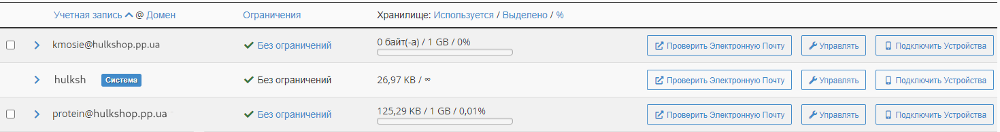 Учетная запись @ Домен Ограничения Хранилище: Используется / Выделено / %
kmosie@hulkshop.pp.ua Без ограничений 0 байт(-а) / 1 GB / 0% Проверить Электронную Почту Управлять Подключить Устройства
hulksh Система Без ограничений 26,97 KB / ∞ Проверить Электронную Почту Управлять Подключить Устройства
protein@hulkshop.pp.ua Без ограничений 125,29 KB / 1 GB / 0,01% Проверить Электронную Почту Управлять Подключить Устройства